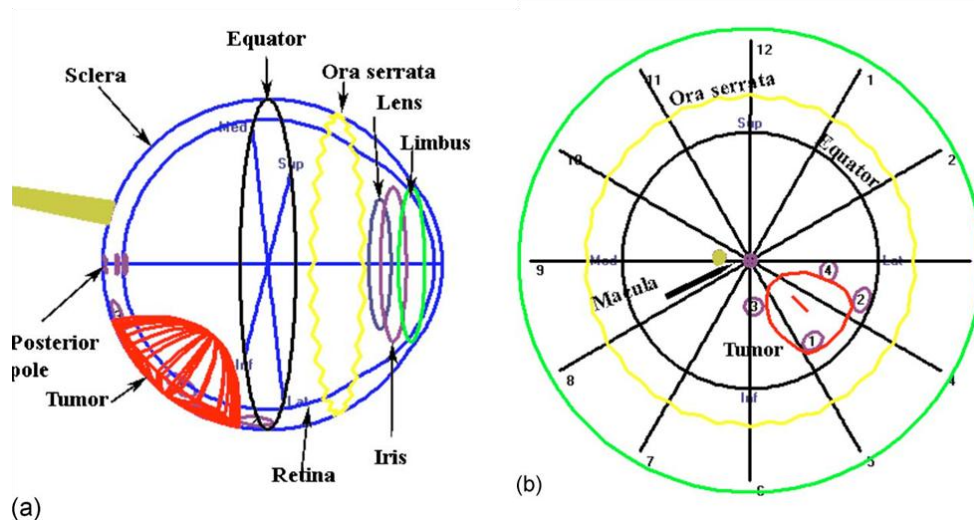 Equator
Sclera
Ora serrata
Lens
Limbus
Med
Sup
Posterior
pole
Tumor
Inf
Lat
Retina
Iris
(a)
12
11
1
Ora serrata
Sup
10
Equator
2
9
Med
Lat
Macula
4
2
3
1
Tumor
Inf
8
4
7
5
6
(b)